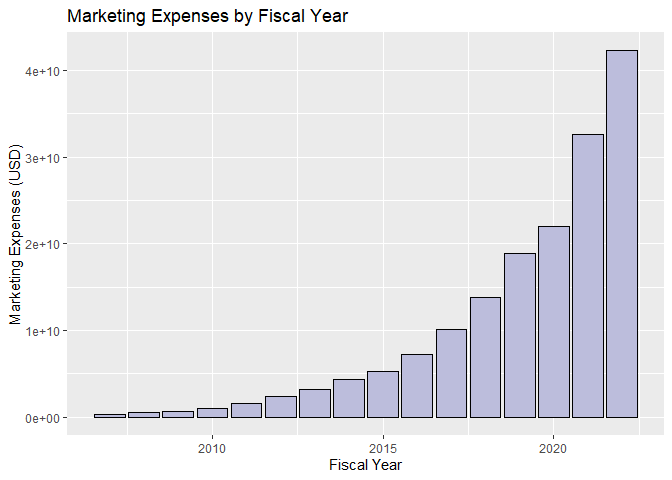 Marketing Expenses by Fiscal Year
4e+10
3e+10
2e+10
1e+10
0e+00
Marketing Expenses (USD)
2010
2015
2020
Fiscal Year